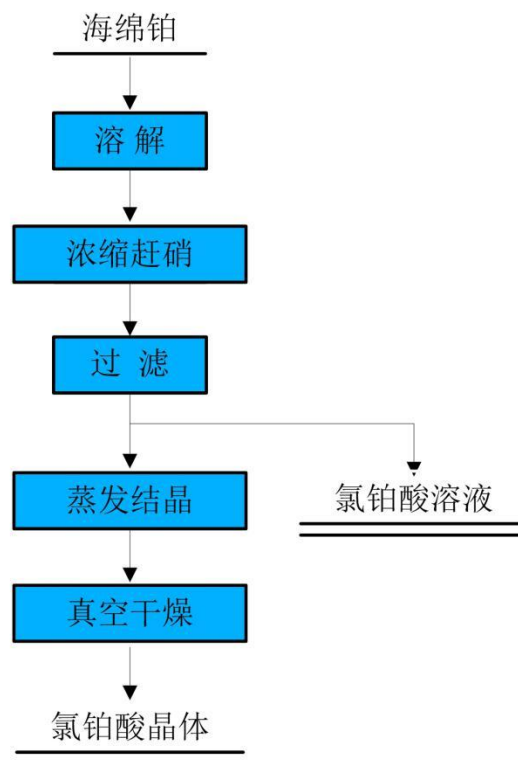 海绵铂
溶解
浓缩赶硝
过滤
蒸发结晶
氯铂酸溶液
真空干燥
氯铂酸晶体